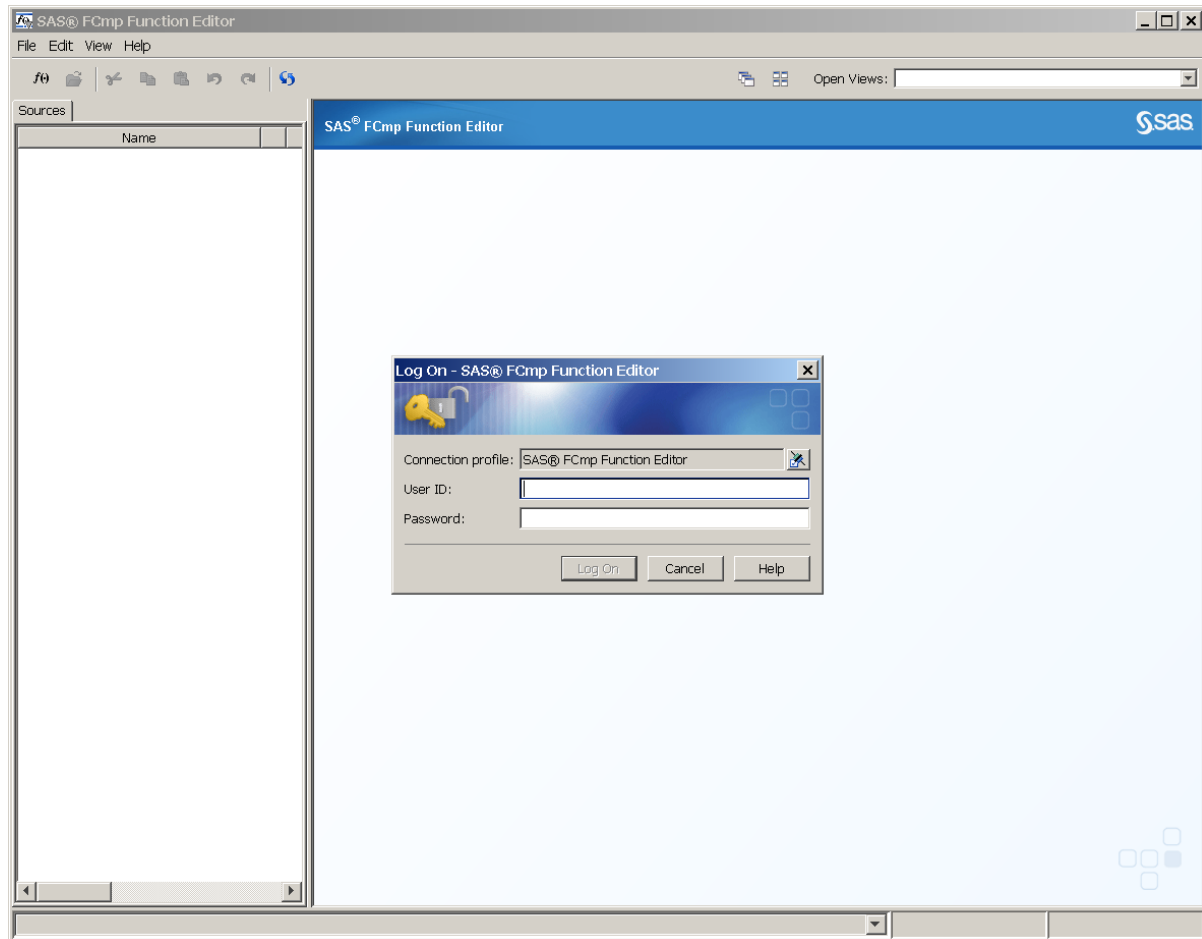 SAS® FCmp Function Editor
File Edit View Help
fθ Open Views:
Sources
Name
SAS® FCmp Function Editor
sas
Log On - SAS® FCmp Function Editor
Connection profile: SAS® FCmp Function Editor
User ID:
Password:
Log On Cancel Help